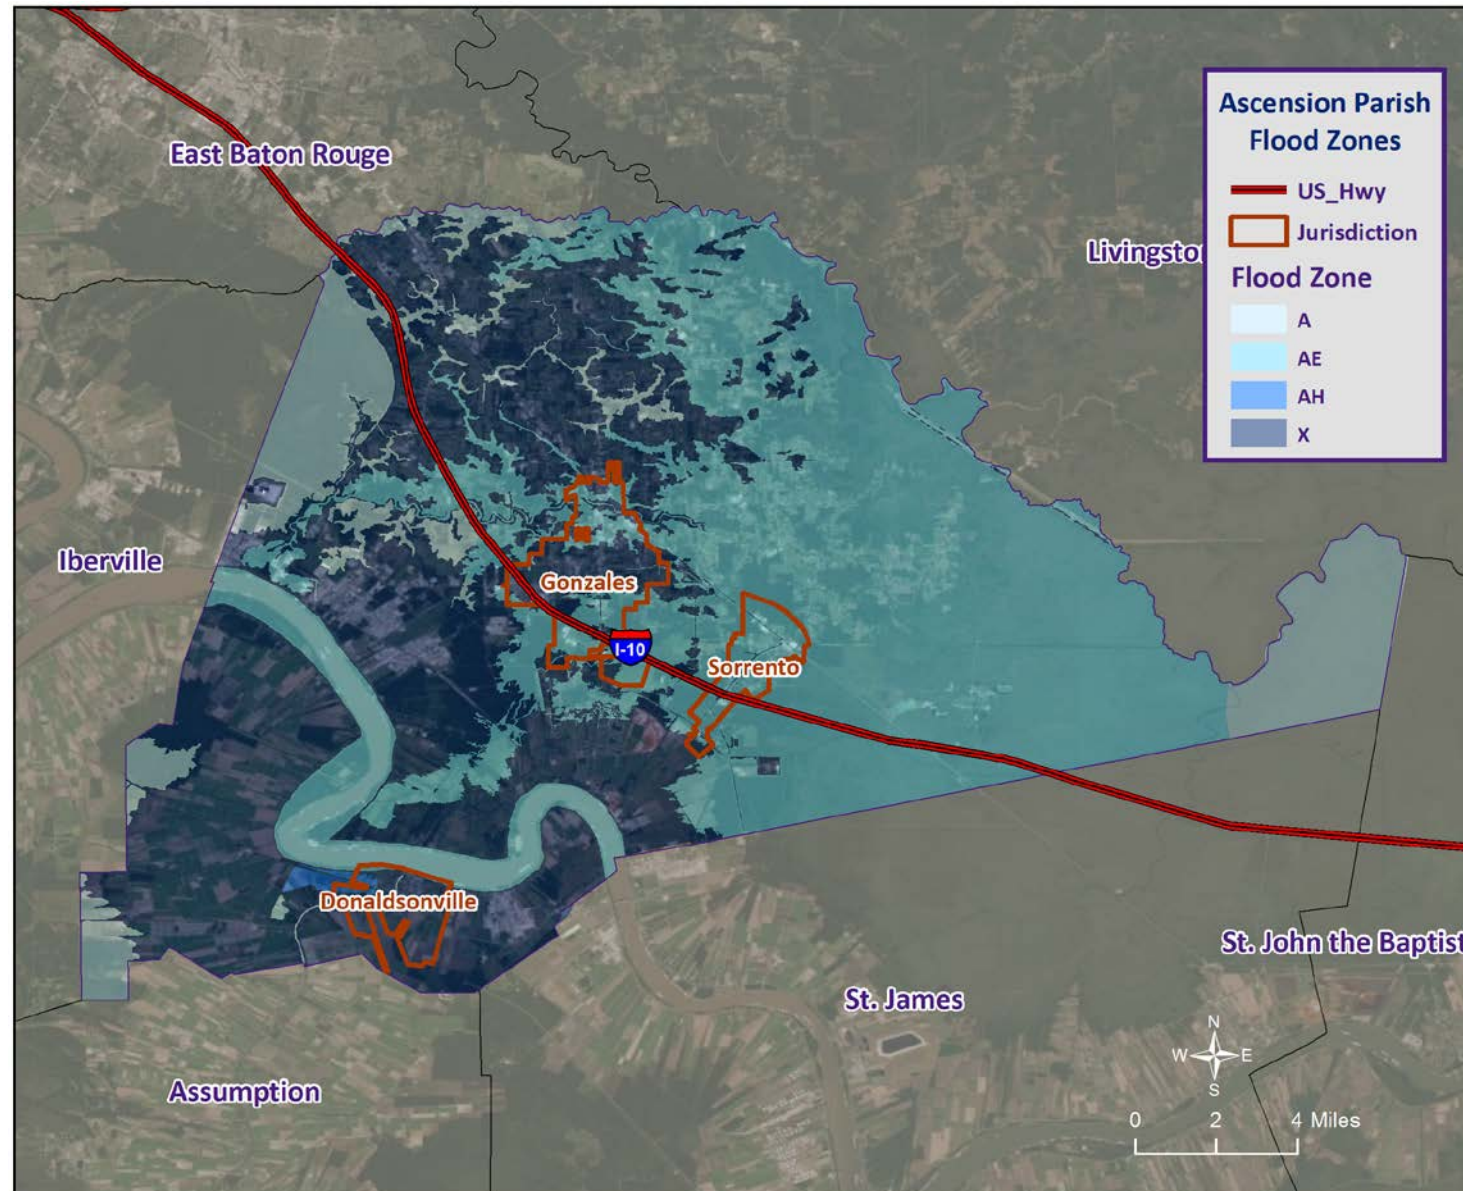 Ascension Parish
Flood Zones
US_Hwy
Jurisdiction
Flood Zone
A
AE
AH
X
East Baton Rouge
Livingston
Iberville
Gonzales
I-10
Sorrento
Donaldsonville
St. John the Baptist
St. James
Assumption
N
W E
S
0 2 4 Miles